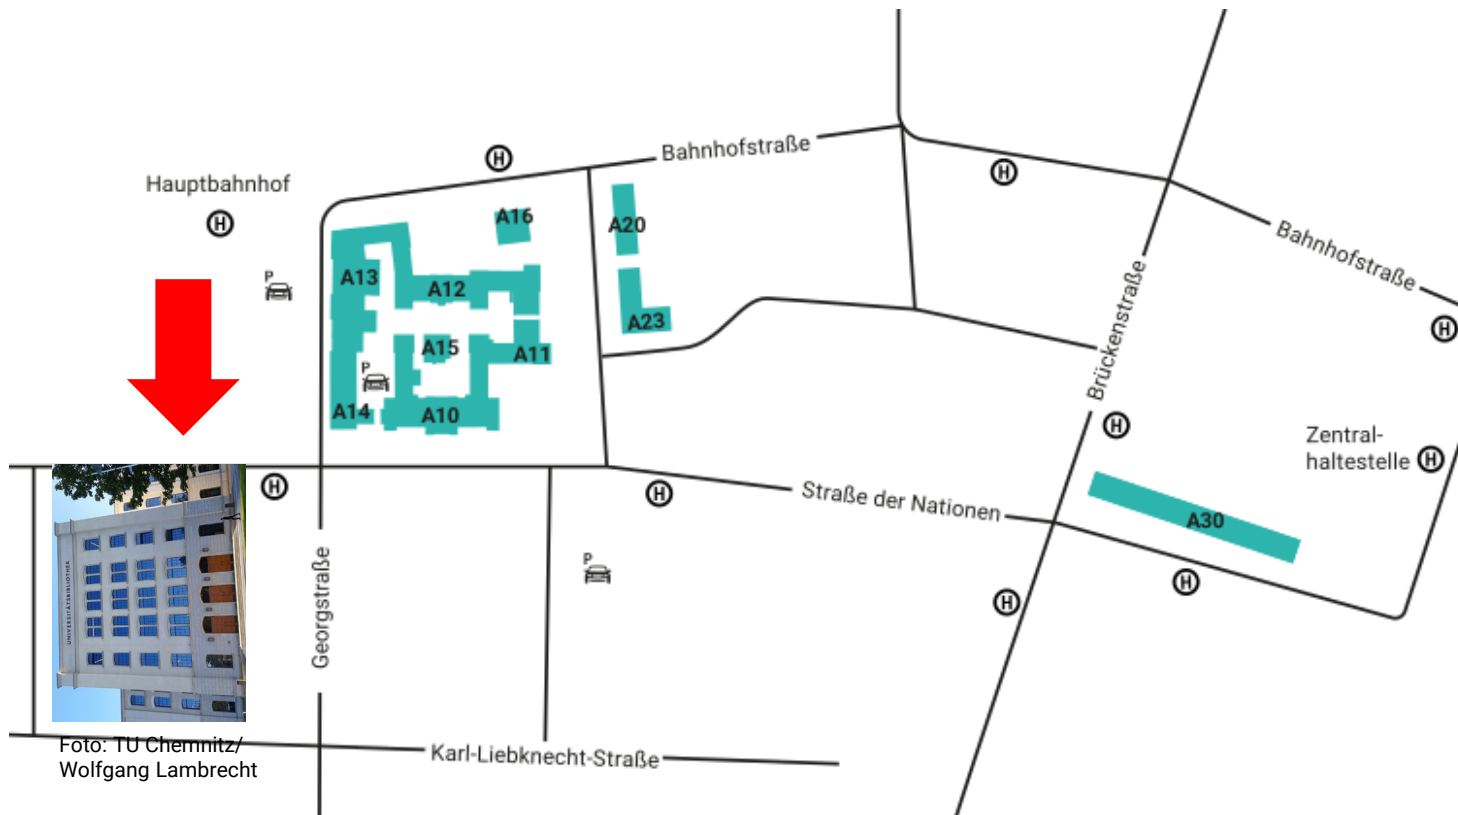 Bahnhofstraße
Hauptbahnhof
H
H
H
A16
A20
Bahnhofstraße
P
A13
A12
Brückenstraße
A23
H
A15
A11
P
A14
A10
H
Zentral-
haltestelle
H
H
H
Straße der Nationen
A30
P
H
H
Georgstraße
UNIVERSITÄTSBIBLIOTHEK
Foto: TU Chemnitz/
Wolfgang Lambrecht
Karl-Liebknecht-Straße